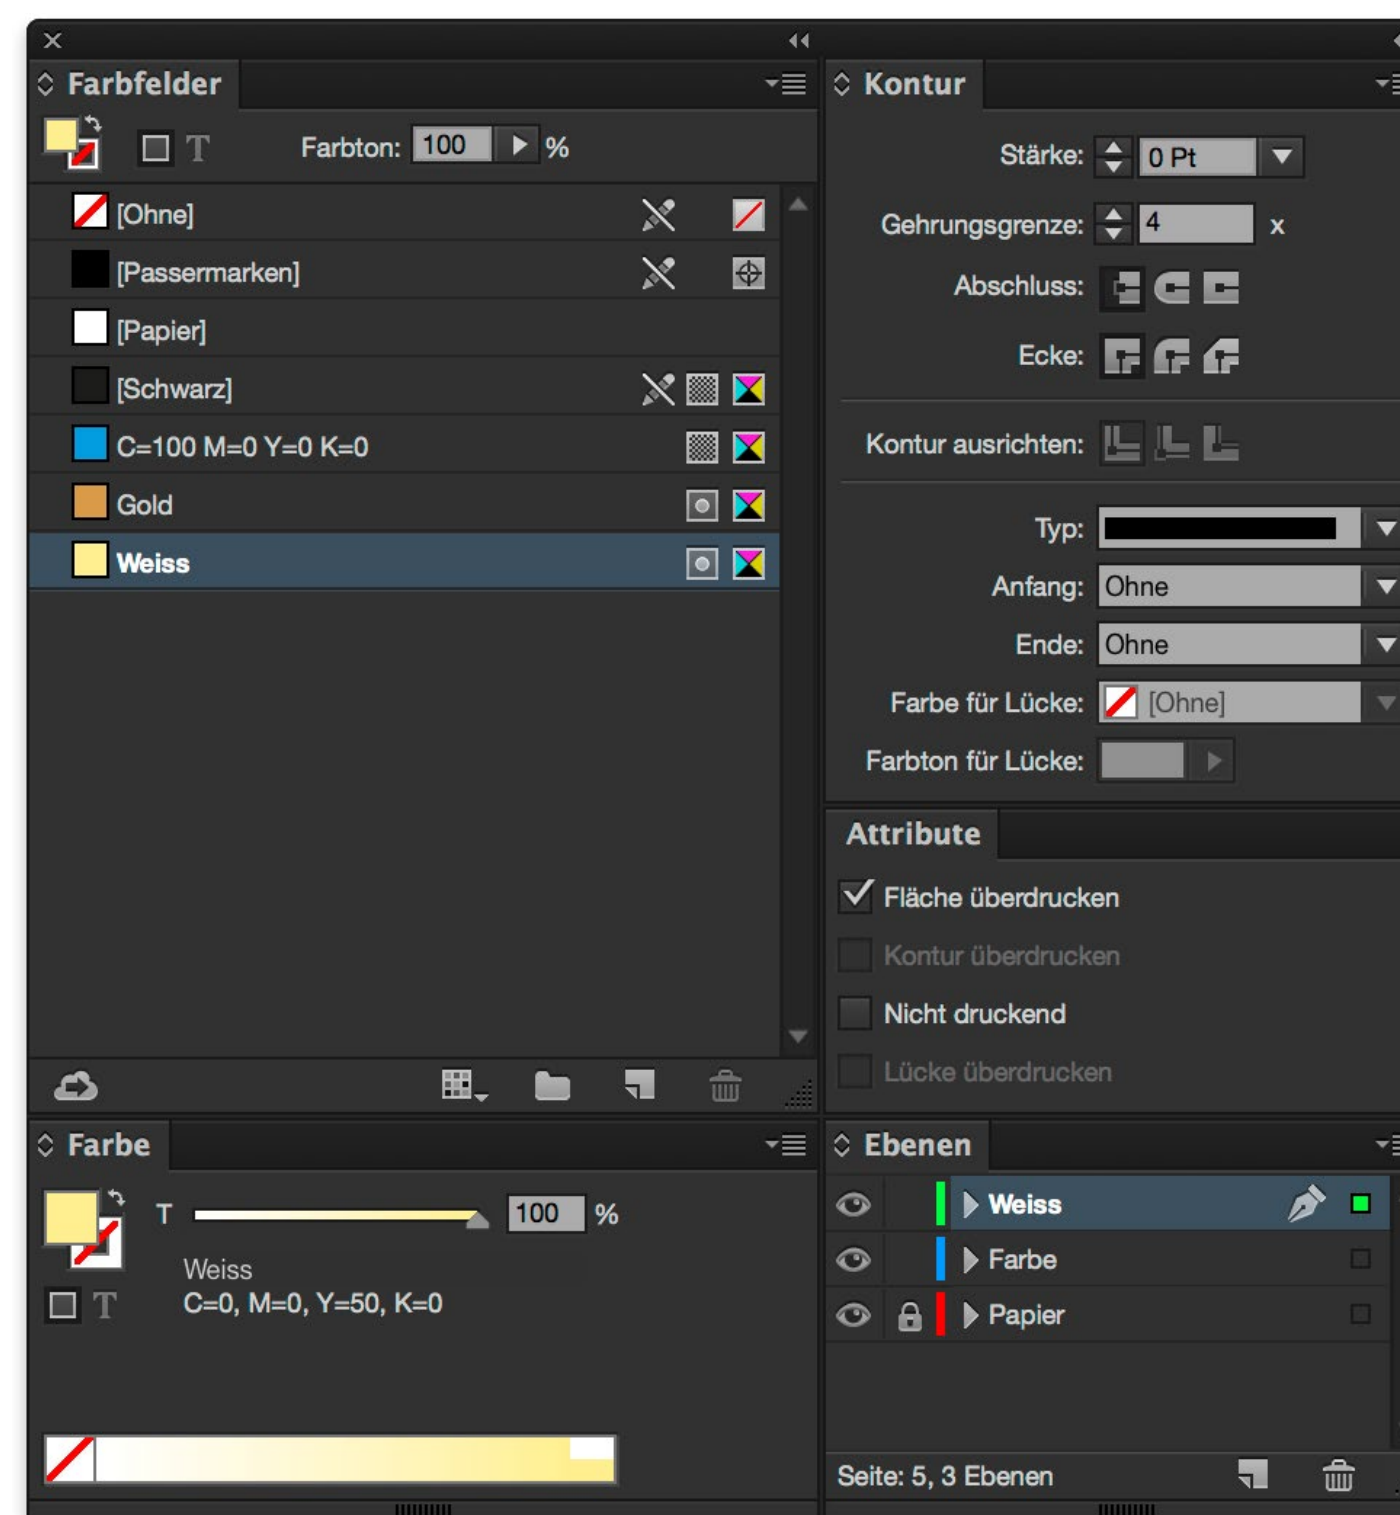 Farbfelder
T Farbton: 100 %
[Ohne]
[Passermarken]
[Papier]
[Schwarz]
C=100 M=0 Y=0 K=0
Gold
Weiss
Farbe
T 100 %
Weiss
T C=0, M=0, Y=50, K=0
Kontur
Stärke: 0 Pt
Gehrungsgrenze: 4 x
Abschluss:
Ecke:
Kontur ausrichten:
Typ:
Anfang: Ohne
Ende: Ohne
Farbe für Lücke: [Ohne]
Farbton für Lücke:
Attribute
Fläche überdrucken
Kontur überdrucken
Nicht druckend
Lücke überdrucken
Ebenen
Weiss
Farbe
Papier
Seite: 5, 3 Ebenen